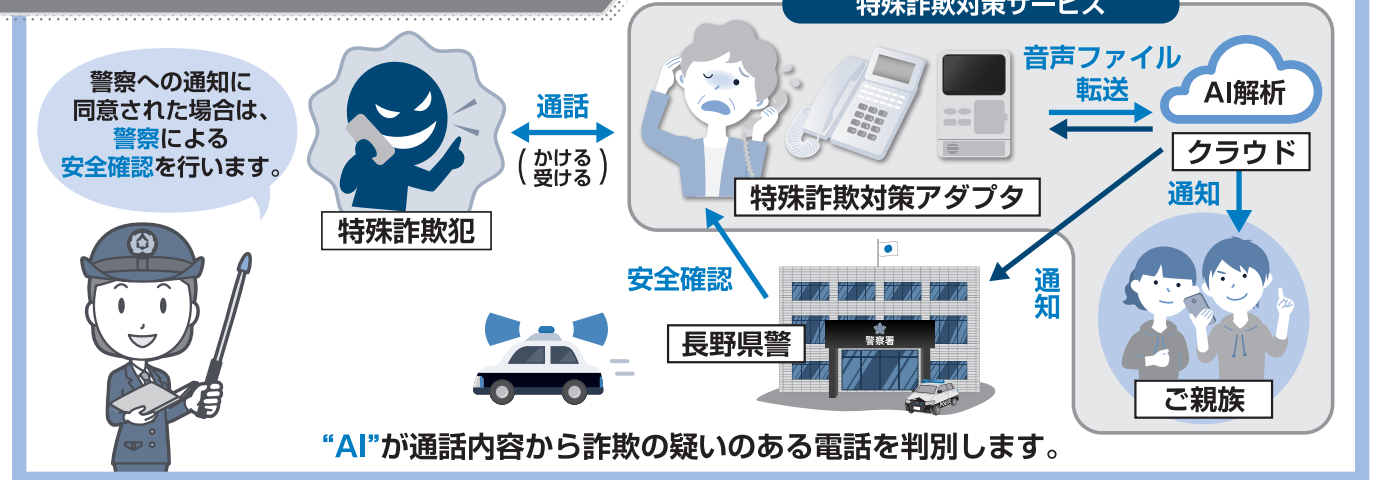 特殊詐欺対策サービス
警察への通知に
同意された場合は、
警察による
安全確認を行います。
特殊詐欺犯
通話
(かける
受ける)
特殊詐欺対策アダプタ
音声ファイル
転送
AI解析
クラウド
通知
ご親族
通知
安全確認
長野県警
警察署
“AI”が通話内容から詐欺の疑いのある電話を判別します。